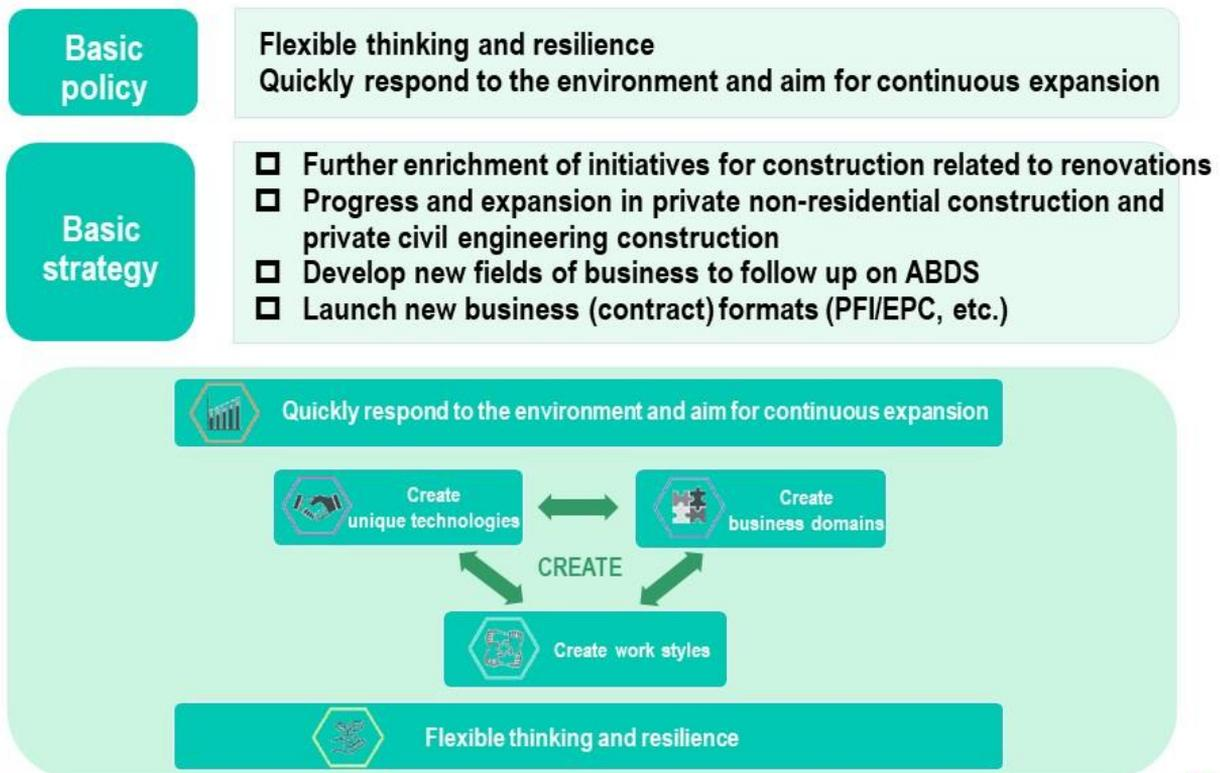 Basic
policy
Flexible thinking and resilience
Quickly respond to the environment and aim for continuous expansion
Basic
strategy
Further enrichment of initiatives for construction related to renovations
Progress and expansion in private non-residential construction and
private civil engineering construction
Develop new fields of business to follow up on ABDS
Launch new business (contract) formats (PFI/EPC, etc.)
Quickly respond to the environment and aim for continuous expansion
Create
unique technologies
Create
business domains
CREATE
Create work styles
Flexible thinking and resilience